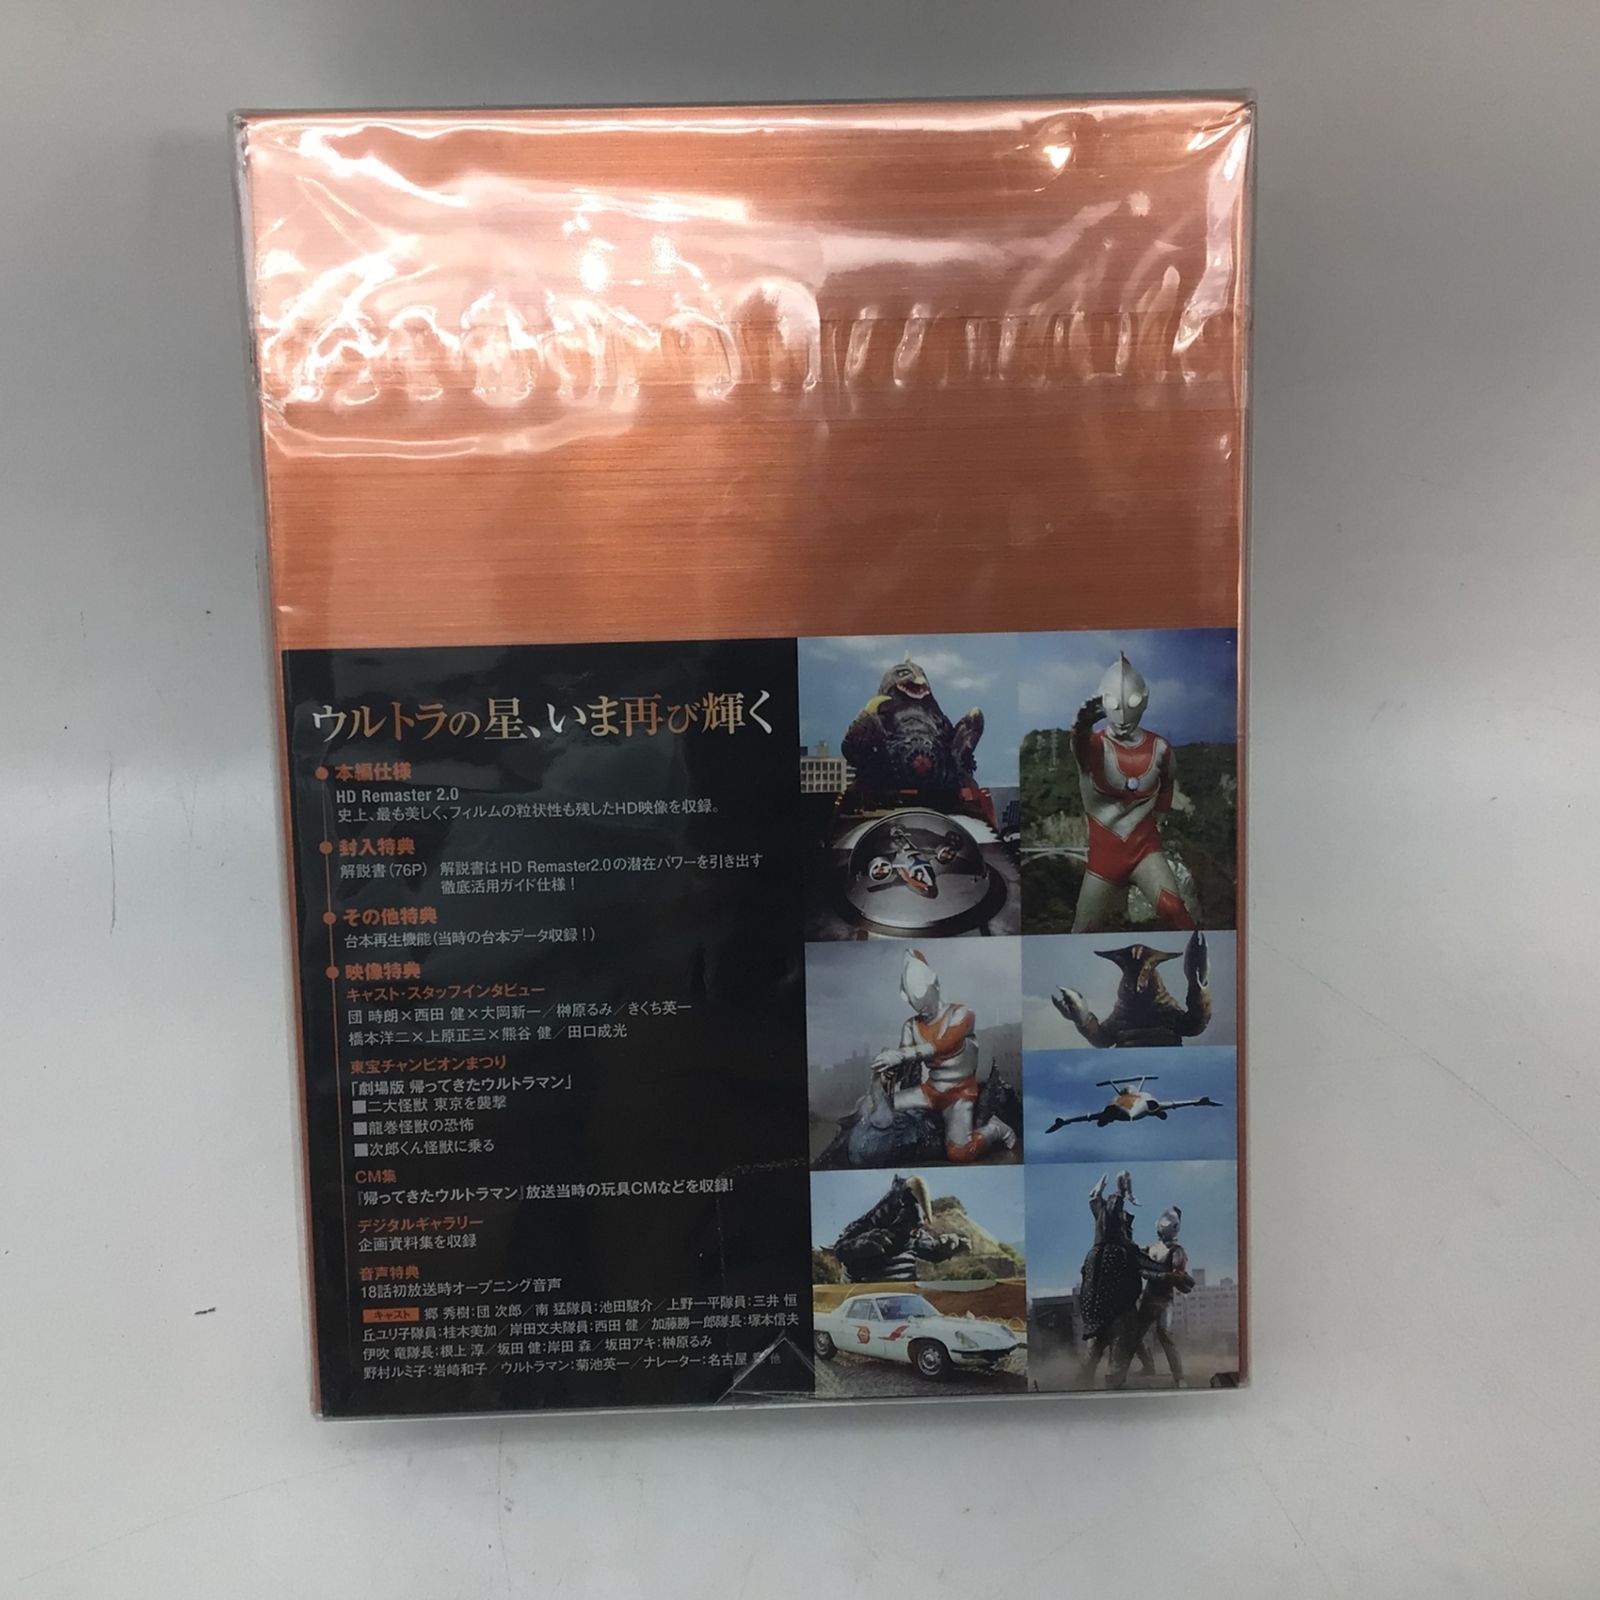 ウルトラの星、いま再び輝く
本編仕様
HD Remaster 2.0
史上、最も美しく、フィルムの粒状性も残したHD映像を収録。
封入特典
解説書(76P) 解説書はHD Remaster2.0の潜在パワーを引き出す
徹底活用ガイド仕様！
その他特典
台本再生機能(当時の台本データ収録！)
映像特典
キャスト・スタッフインタビュー
団 時朗×西田 健×大岡新一／榊原るみ／きくち英一
橋本洋二×上原正三×熊谷 健／田口成光
東宝チャンピオンまつり
「劇場版 帰ってきたウルトラマン」
■二大怪獣 東京を襲撃
■竜巻怪獣の恐怖
■次郎くん怪獣に乗る
CM集
『帰ってきたウルトラマン』放送当時の玩具CMなどを収録!
デジタルギャラリー
企画資料集を収録
音声特典
18話初放送時オープニング音声
キャスト 郷 秀樹：団 次郎／南 猛隊員：池田駿介／上野一平隊員：三井 恒
丘ユリ子隊員：桂木美加／岸田文夫隊員：西田 健／加藤勝一郎隊長：塚本信夫
伊吹 竜隊長：根上 淳／坂田 健：岸田 森／坂田アキ：榊原るみ
野村ルミ子：岩崎和子／ウルトラマン：菊池英一／ナレーター：名古屋 他